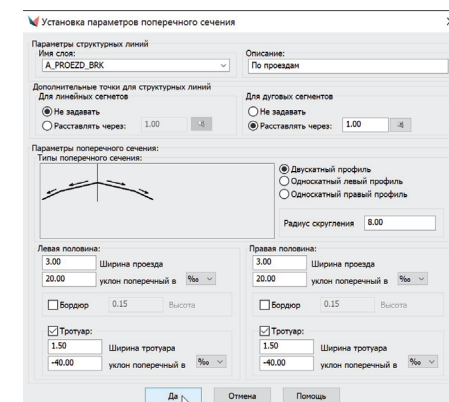 Установка параметров поперечного сечения
Параметры структурных линий
Имя слоя:
Описание:
A_PROEZD_BRK
По проездам
Дополнительные точки для структурных линий
Для линейных сегметов
Для дуговых сегментов
Не задавать
Не задавать
Расставлять через: 1.00
Расставлять через: 1.00
Параметры поперечного сечения:
Типы поперечного сечения:
Двускатный профиль
Односкатный левый профиль
Односкатный правый профиль
Радиус скругления 8.00
Левая половина:
Правая половина:
3.00 Ширина проезда
3.00 Ширина проезда
20.00 уклон поперечный в ‰
20.00 уклон поперечный в ‰
Бордюр 0.15 Высота
Бордюр 0.15 Высота
Тротуар:
Тротуар:
1.50 Ширина тротуара
1.50 Ширина тротуара
-40.00 уклон поперечный в ‰
-40.00 уклон поперечный в ‰
Да Отмена Помощь